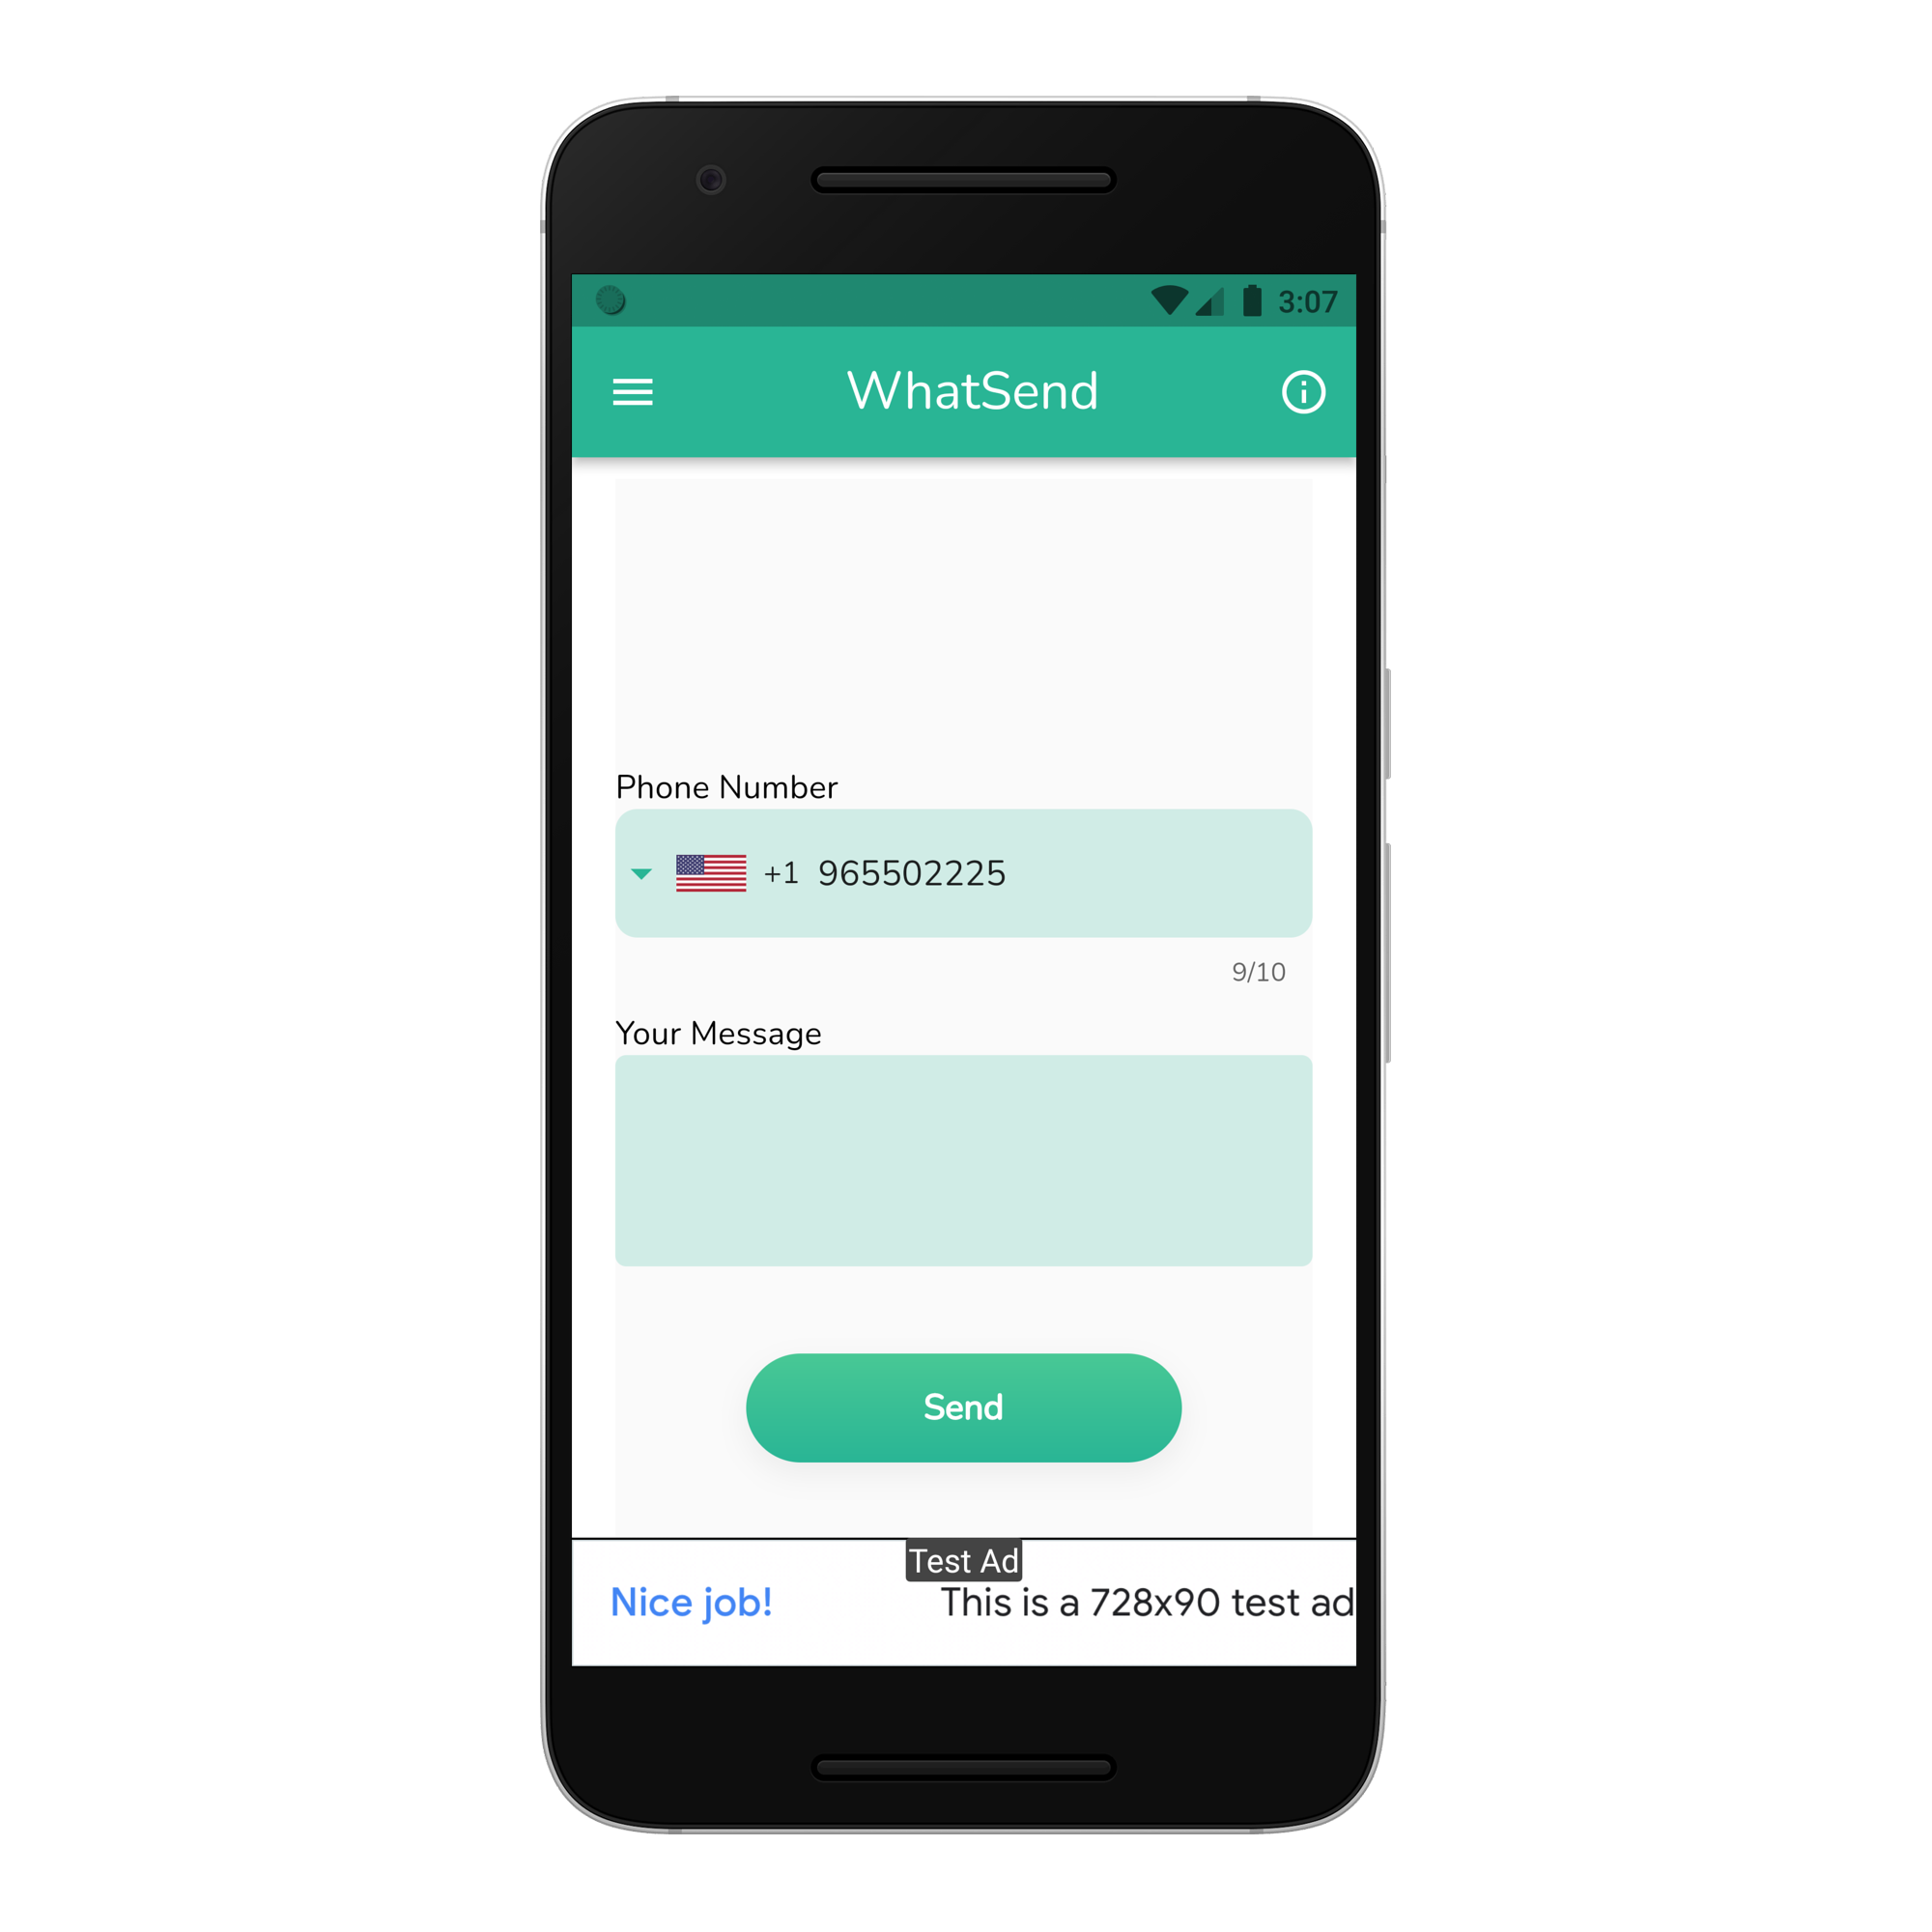 3:07
WhatSend
Phone Number
+1 965502225
9/10
Your Message
Send
Test Ad
Nice job! This is a 728x90 test ad